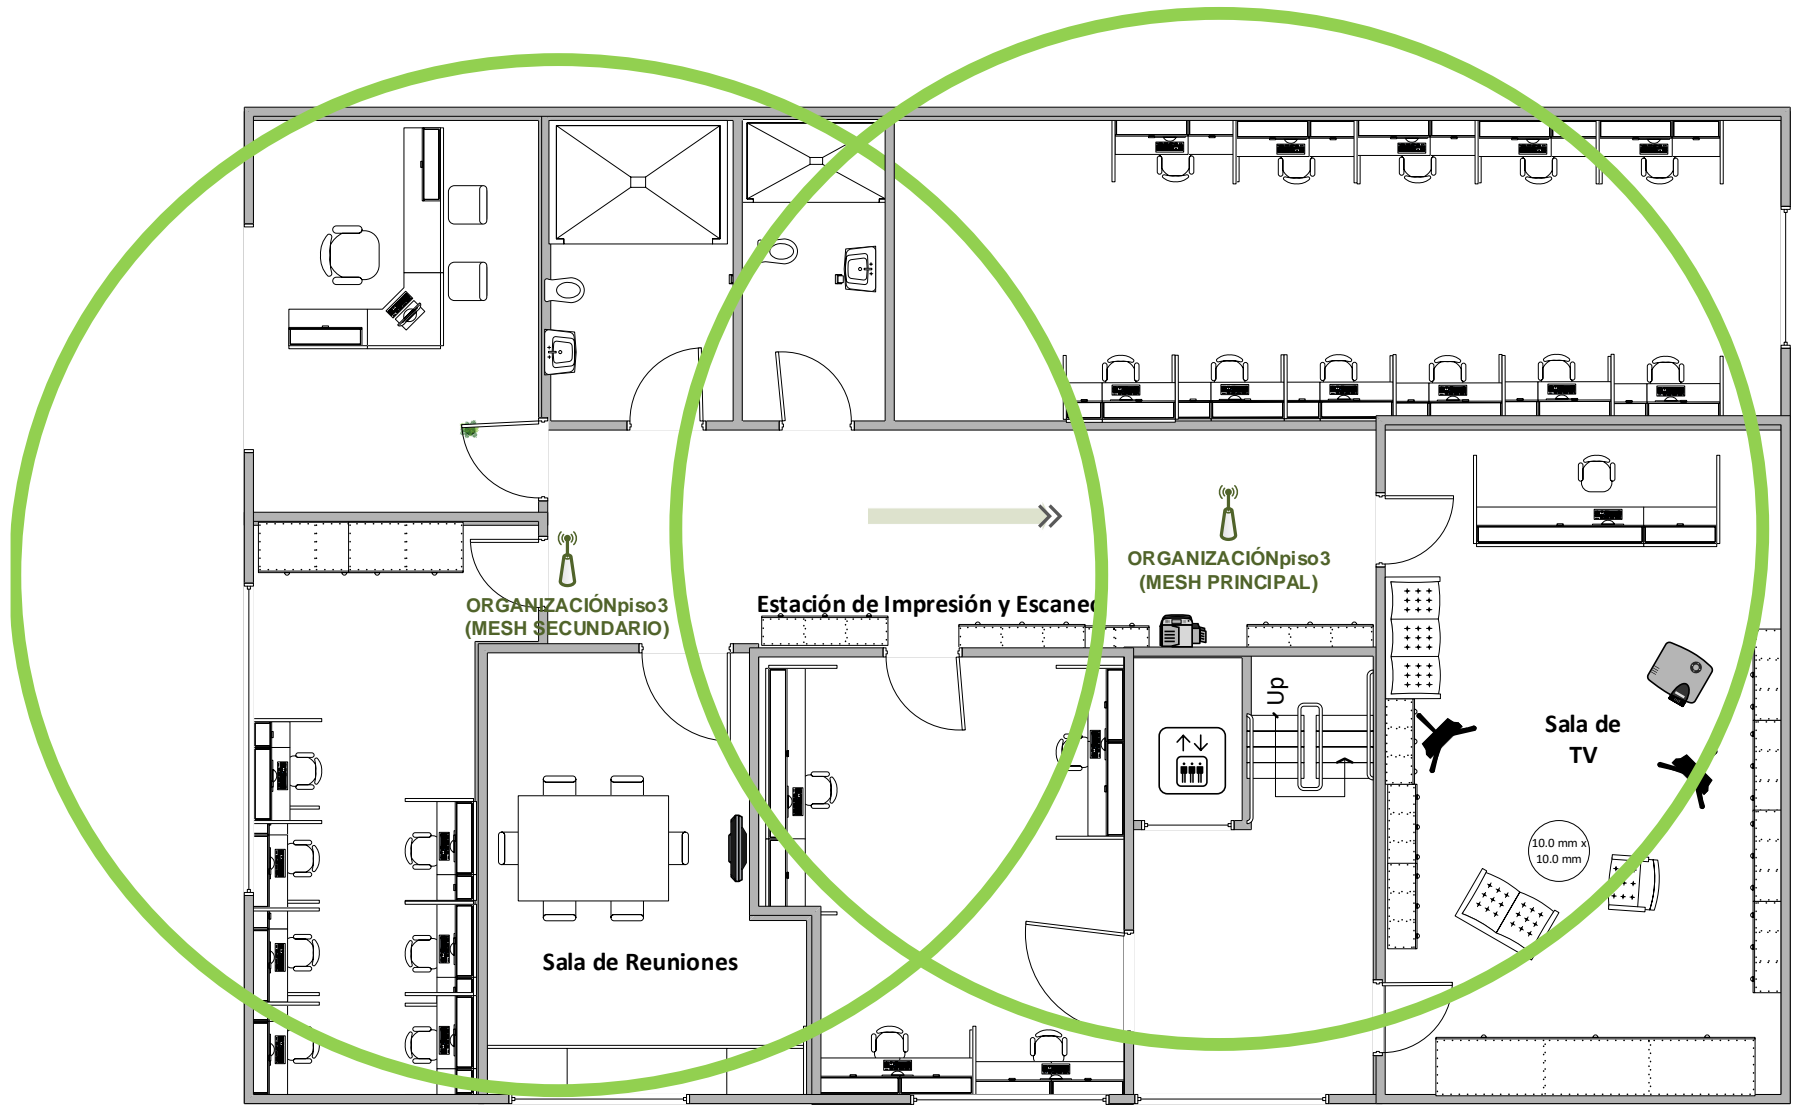 ORGANIZACIÓNpiso3
(MESH PRINCIPAL)
ORGANIZACIÓNpiso3
(MESH SECUNDARIO)
Estación de Impresión y Escaneo
Up
Sala de
TV
10.0 mm x
10.0 mm
Sala de Reuniones